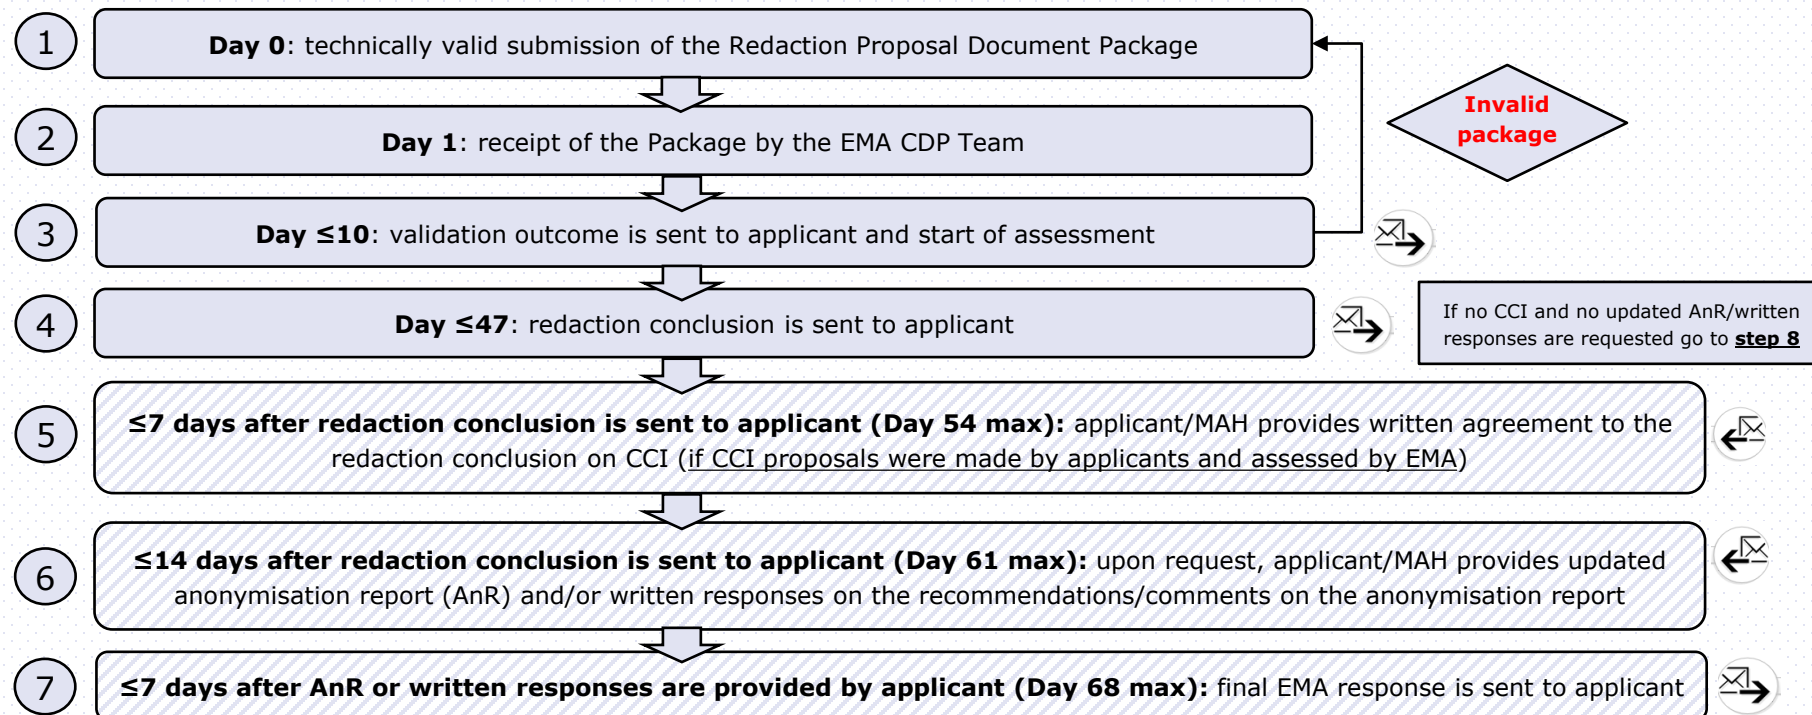 1
Day 0: technically valid submission of the Redaction Proposal Document Package
Invalid
package
2
Day 1: receipt of the Package by the EMA CDP Team
3
Day ≤10: validation outcome is sent to applicant and start of assessment
4
Day ≤47: redaction conclusion is sent to applicant
If no CCI and no updated AnR/written
responses are requested go to step 8
5
≤7 days after redaction conclusion is sent to applicant (Day 54 max): applicant/MAH provides written agreement to the
redaction conclusion on CCI (if CCI proposals were made by applicants and assessed by EMA)
6
≤14 days after redaction conclusion is sent to applicant (Day 61 max): upon request, applicant/MAH provides updated
anonymisation report (AnR) and/or written responses on the recommendations/comments on the anonymisation report
7
≤7 days after AnR or written responses are provided by applicant (Day 68 max): final EMA response is sent to applicant